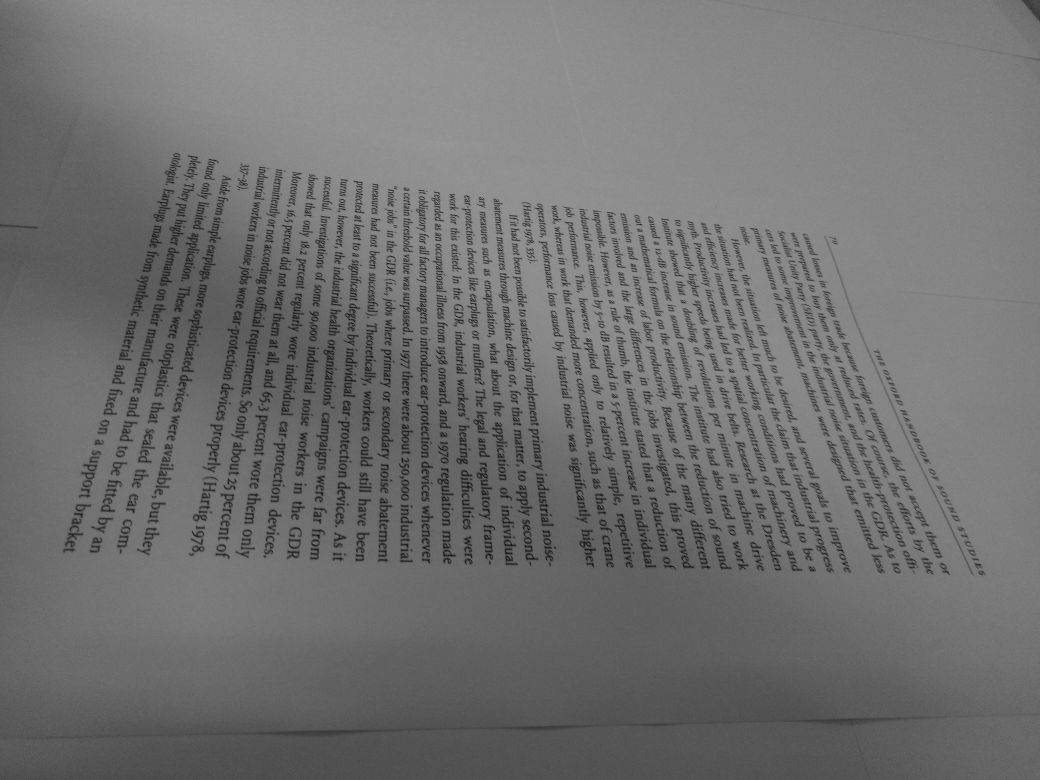 70 THE OXFORD HANDBOOK OF SOUND STUDIES
caused losses in foreign trade because foreign customers did not accept them or
were prepared to buy them only at reduced rates. Of course, the efforts by the
Socialist Unity Party (SED) party, the government, and the health-protection offi-
cers led to some improvement in the industrial noise situation in the GDR. As to
primary measures of noise abatement, machines were designed that emitted less
noise.
However, the situation left much to be desired, and several goals to improve
the situation had not been realized. In particular the claim that industrial progress
and efficiency increases made for better working conditions had proved to be a
myth. Productivity increases had led to a spatial concentration of machinery and
to significantly higher speeds being used in drive belts. Research at the Dresden
Institute showed that a doubling of revolutions per minute in machine drive
caused a 12-dB increase in sound emission. The institute had also tried to work
out a mathematical formula on the relationship between the reduction of sound
emission and an increase of labor productivity. Because of the many different
factors involved and the large differences in the jobs investigated, this proved
impossible. However, as a rule of thumb, the institute stated that a reduction of
industrial noise emission by 5–10 dB resulted in a 5-percent increase in individual
job performance. This, however, applied only to relatively simple, repetitive
work, whereas in work that demanded more concentration, such as that of crane
operators, performance loss caused by industrial noise was significantly higher
(Hartig 1978, 335).
If it had not been possible to satisfactorily implement primary industrial noise-
abatement measures through machine design or, for that matter, to apply second-
ary measures such as encapsulation, what about the application of individual
ear-protection devices like earplugs or mufflers? The legal and regulatory frame-
work for this existed: In the GDR, industrial workers' hearing difficulties were
regarded as an occupational illness from 1958 onward, and a 1970 regulation made
it obligatory for all factory managers to introduce ear-protection devices whenever
a certain threshold value was surpassed. In 1977 there were about 250,000 industrial
"noise jobs" in the GDR (i.e., jobs where primary or secondary noise abatement
measures had not been successful). Theoretically, workers could still have been
protected at least to a significant degree by individual ear-protection devices. As it
turns out, however, the industrial health organizations' campaigns were far from
successful. Investigations of some 90,000 industrial noise workers in the GDR
showed that only 18.2 percent regularly wore individual ear-protection devices.
Moreover, 16.5 percent did not wear them at all, and 65.3 percent wore them only
intermittently or not according to official requirements. So only about 25 percent of
industrial workers in noise jobs wore ear-protection devices properly (Hartig 1978,
337–38).
Aside from simple earplugs, more sophisticated devices were available, but they
found only limited application. These were otoplastics that sealed the ear com-
pletely. They put higher demands on their manufacture and had to be fitted by an
otologist. Earplugs made from synthetic material and fixed on a support bracket